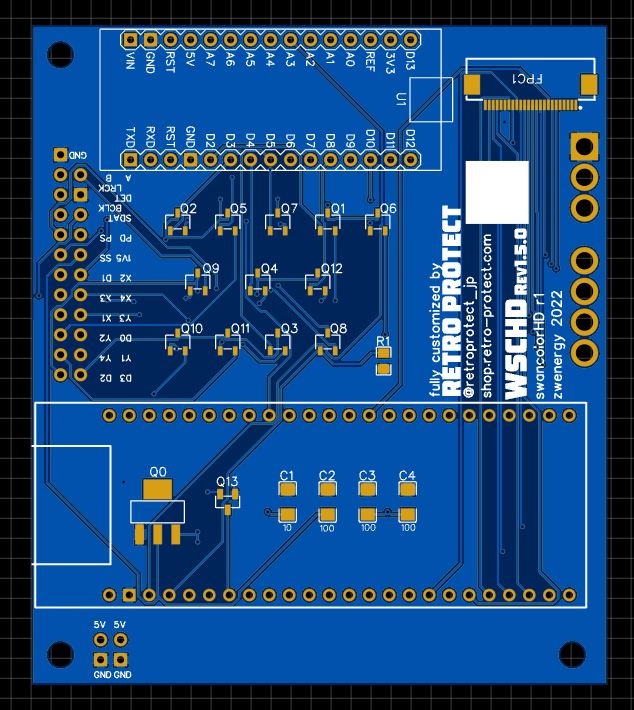 VIN GND RST 5V A7 A6 A5 A4 A3 A2 A1 A0 REF 3V3 D13
FPC1
U1
TXD RXD RST GND D2 D3 D4 D5 D6 D7 D8 D9 D10 D11 D12
GND
B A
LRCK
DET
BCLK
SDAT
PD PS
1V5 SS
X2 D1
X4 X3
Y3 X1
Y2 D0
Y4 Y1
D3 D2
Q2 Q5 Q7 Q1 Q6
Q9 Q4 Q12
Q10 Q11 Q3 Q8
R1
fully customized by
RETRO PROTECT
@retroprotect_jp
shop.retro-protect.com
WSCHD REV1.5.0
swancolorHD r1
zwenergy 2022
Q0
Q13
C1 C2 C3 C4
10 100 100 100
5V 5V
GND GND